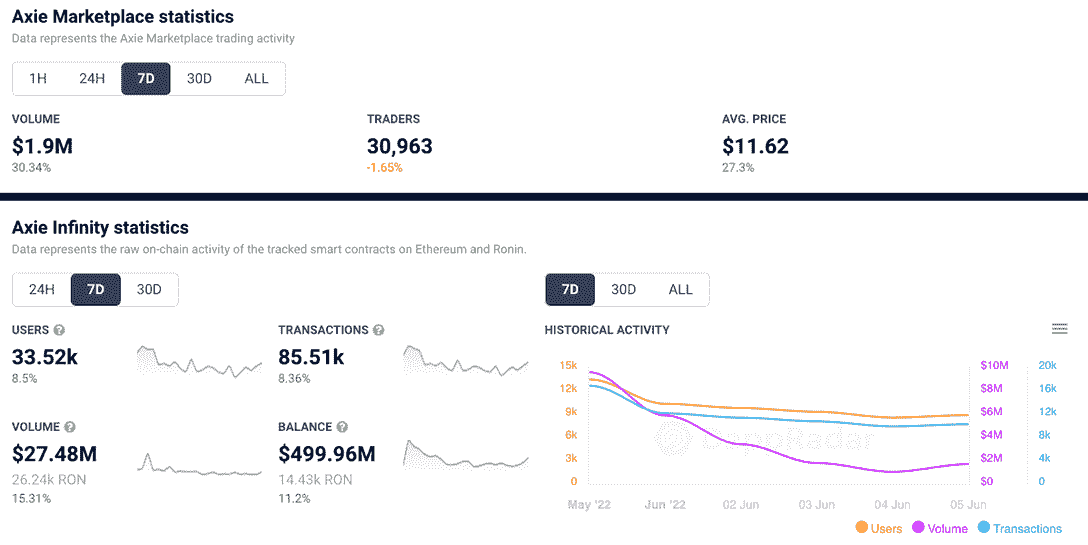 Axie Marketplace statistics
Data represents the Axie Marketplace trading activity
1H 24H 7D 30D ALL
VOLUME TRADERS AVG. PRICE
$1.9M 30,963 $11.62
30.34% -1.65% 27.3%
Axie Infinity statistics
Data represents the raw on-chain activity of the tracked smart contracts on Ethereum and Ronin.
24H 7D 30D 7D 30D ALL
USERS ? TRANSACTIONS ? HISTORICAL ACTIVITY
33.52k 85.51k
8.5% 8.36%
15k $10M 20k
12k $8M 16k
9k $6M 12k
6k $4M 8k
3k $2M 4k
0 $0 0
VOLUME ? BALANCE ?
$27.48M $499.96M
26.24k RON 14.43k RON
15.31% 11.2%
DappRadar
May '22 Jun '22 02 Jun 03 Jun 04 Jun 05 Jun
Users Volume Transactions